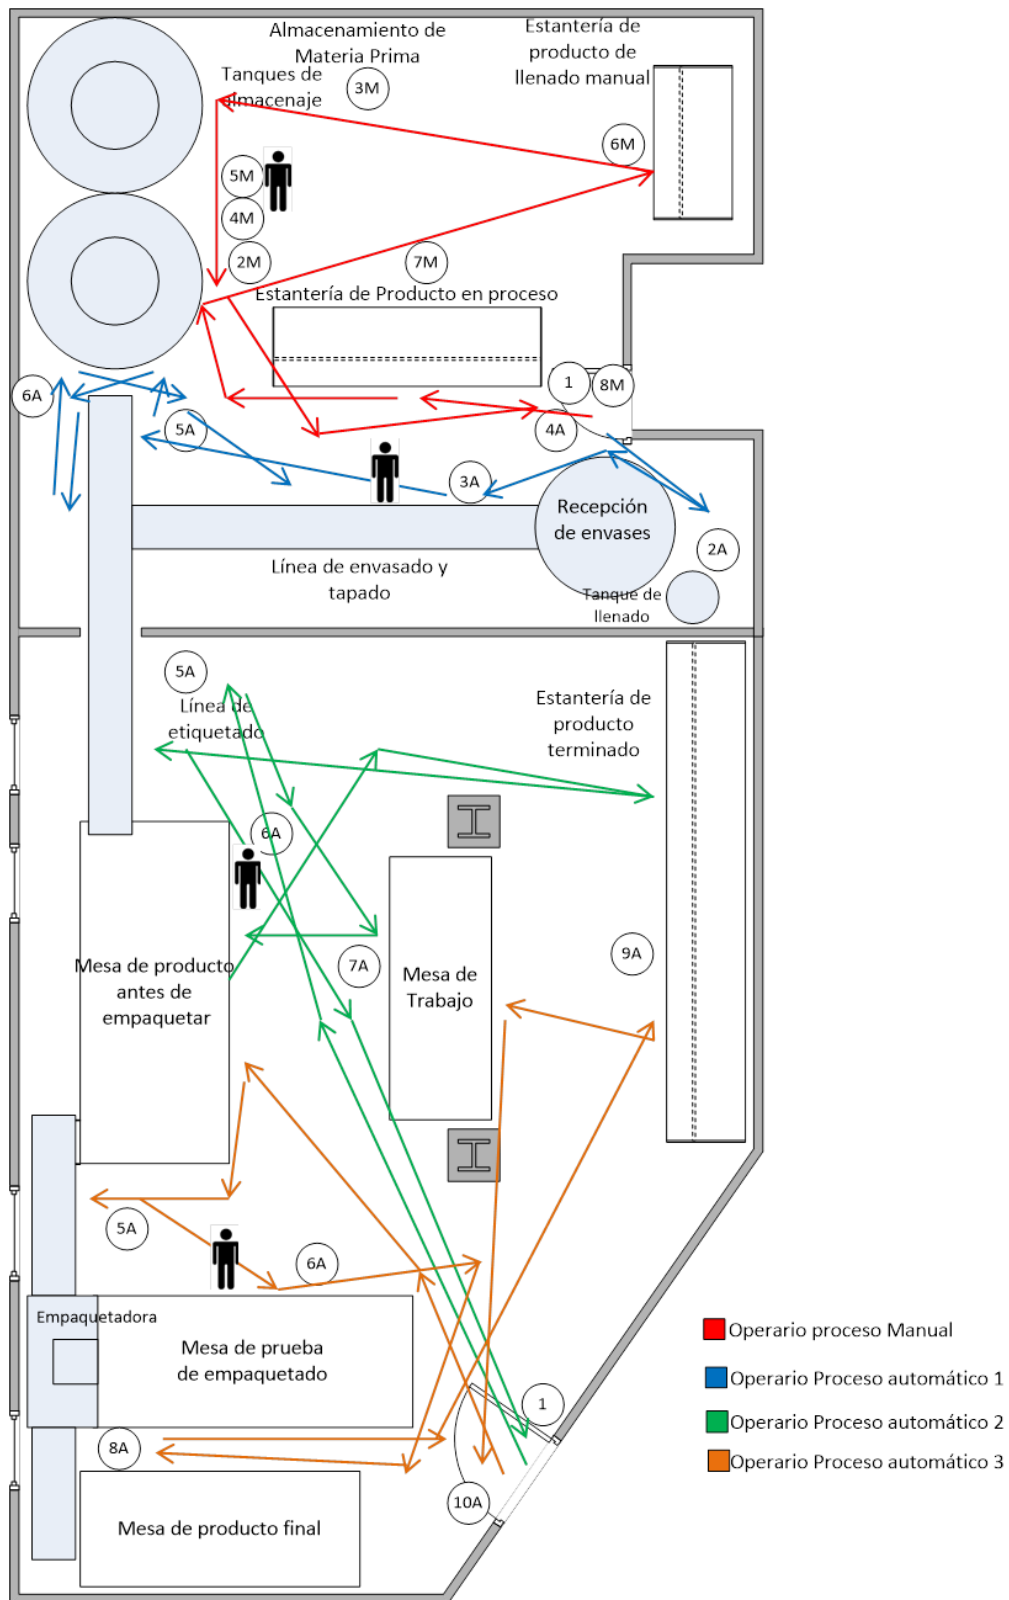 Almacenamiento de
Materia Prima
Estantería de
producto de
llenado manual
Tanques de
almacenaje
3M
6M
5M
4M
2M
7M
Estantería de Producto en proceso
1
8M
6A
5A
4A
3A
Recepción
de envases
2A
Línea de envasado y
tapado
Tanque de
llenado
5A
Línea de
etiquetado
Estantería de
producto
terminado
6A
7A
9A
Mesa de producto
antes de
empaquetar
Mesa de
Trabajo
5A
6A
Empaquetadora
Mesa de prueba
de empaquetado
Operario proceso Manual
Operario Proceso automático 1
Operario Proceso automático 2
Operario Proceso automático 3
1
8A
10A
Mesa de producto final